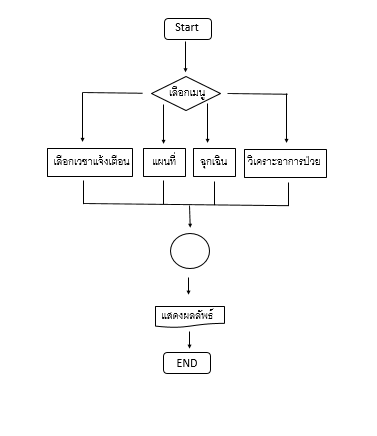 Start
เลือกเมนู
เลือกเวชาแจ้งเตือน
แผนที่
ฉุกเฉิน
วิเคราะอาการป่วย
แสดงผลลัพธ์
END